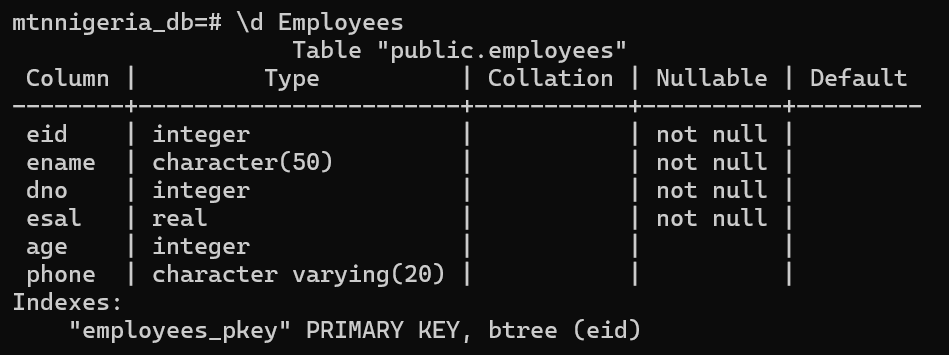 mtnnigeria_db=# \d Employees
                    Table "public.employees"
 Column |         Type          | Collation | Nullable | Default
--------+-----------------------+-----------+----------+---------
 eid    | integer               |           | not null |
 ename  | character(50)         |           | not null |
 dno    | integer               |           | not null |
 esal   | real                  |           | not null |
 age    | integer               |           |          |
 phone  | character varying(20) |           |          |
Indexes:
    "employees_pkey" PRIMARY KEY, btree (eid)